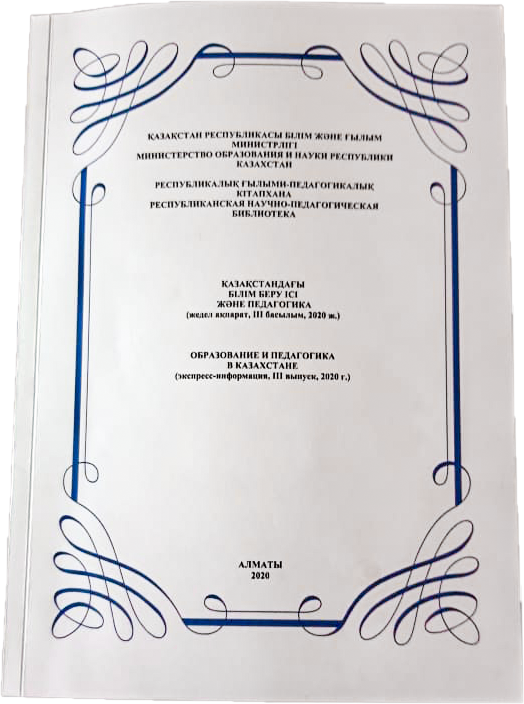 ҚАЗАҚСТАН РЕСПУБЛИКАСЫ БІЛІМ ЖӘНЕ ҒЫЛЫМ
МИНИСТРЛІГІ
МИНИСТЕРСТВО ОБРАЗОВАНИЯ И НАУКИ РЕСПУБЛИКИ
КАЗАХСТАН
РЕСПУБЛИКАЛЫҚ ҒЫЛЫМИ-ПЕДАГОГИКАЛЫҚ
КІТАПХАНА
РЕСПУБЛИКАНСКАЯ НАУЧНО-ПЕДАГОГИЧЕСКАЯ
БИБЛИОТЕКА
ҚАЗАҚСТАНДАҒЫ
БІЛІМ БЕРУ ІСІ
ЖӘНЕ ПЕДАГОГИКА
(жедел ақпарат, III басылым, 2020 ж.)
ОБРАЗОВАНИЕ И ПЕДАГОГИКА
В КАЗАХСТАНЕ
(экспресс-информация, III выпуск, 2020 г.)
АЛМАТЫ
2020